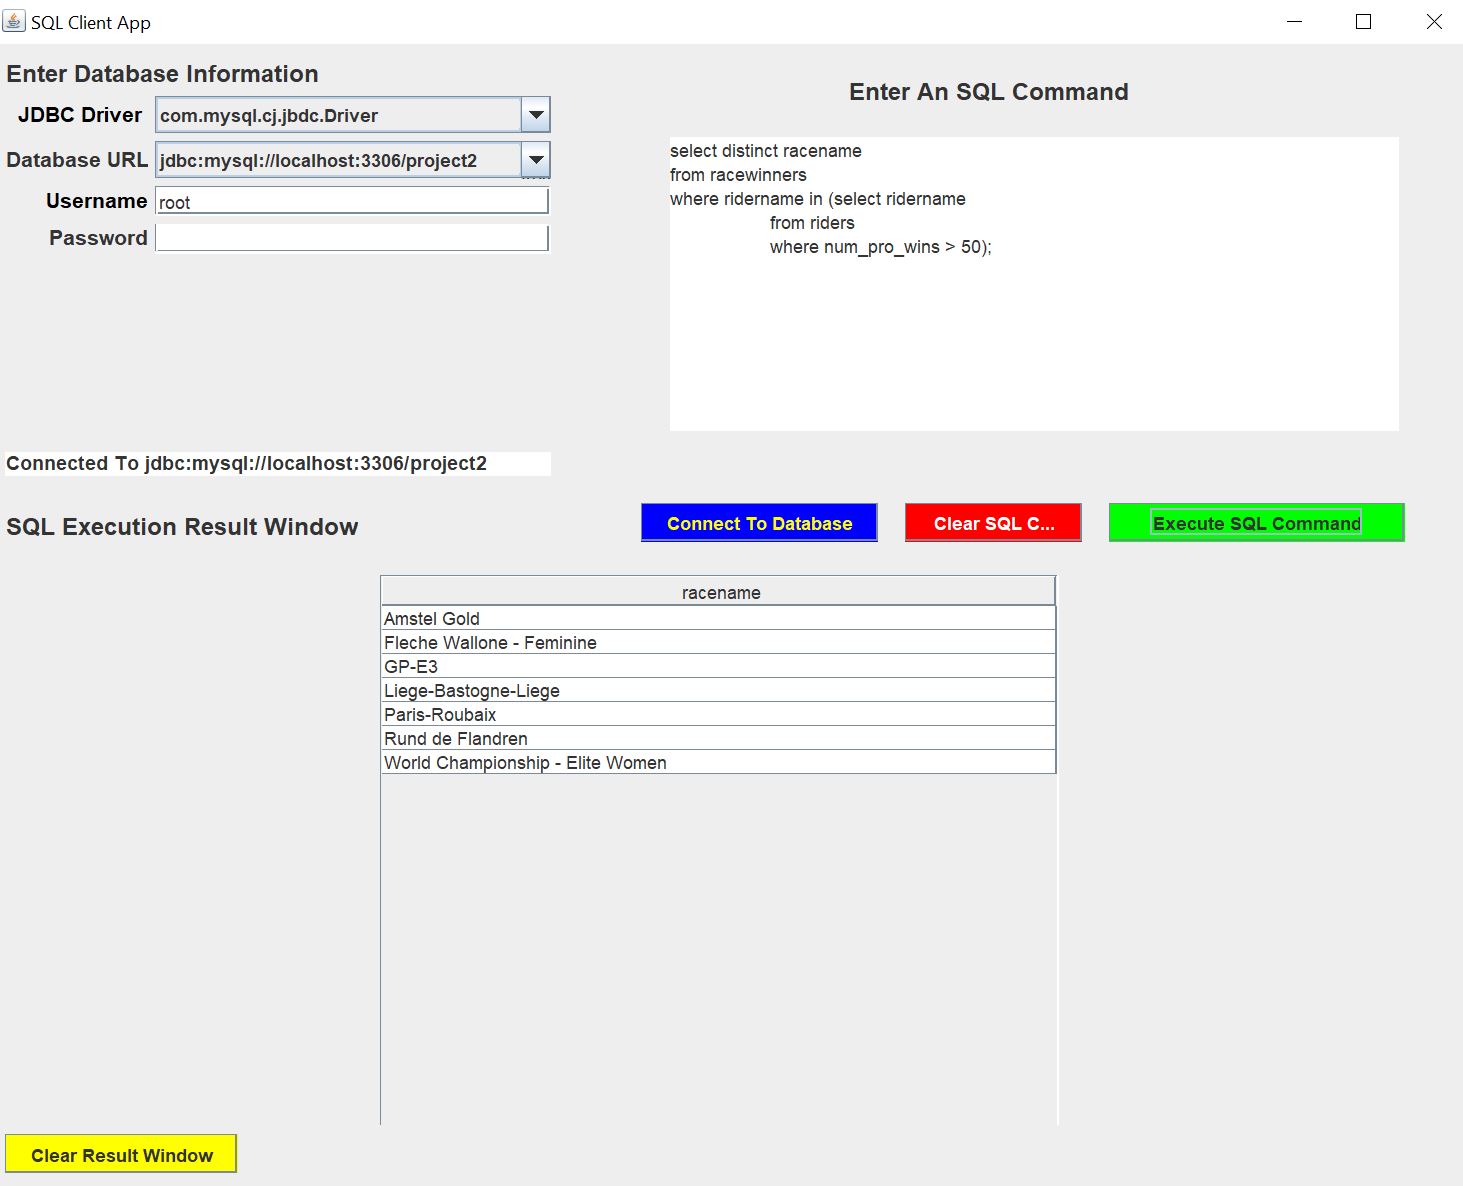 SQL Client App
Enter Database Information
JDBC Driver com.mysql.cj.jbdc.Driver
Database URL jdbc:mysql://localhost:3306/project2
Username root
Password
Enter An SQL Command
select distinct racename
from racewinners
where ridername in (select ridername
from riders
where num_pro_wins > 50);
Connected To jdbc:mysql://localhost:3306/project2
SQL Execution Result Window
Connect To Database
Clear SQL C...
Execute SQL Command
racename
Amstel Gold
Fleche Wallone - Feminine
GP-E3
Liege-Bastogne-Liege
Paris-Roubaix
Rund de Flandren
World Championship - Elite Women
Clear Result Window